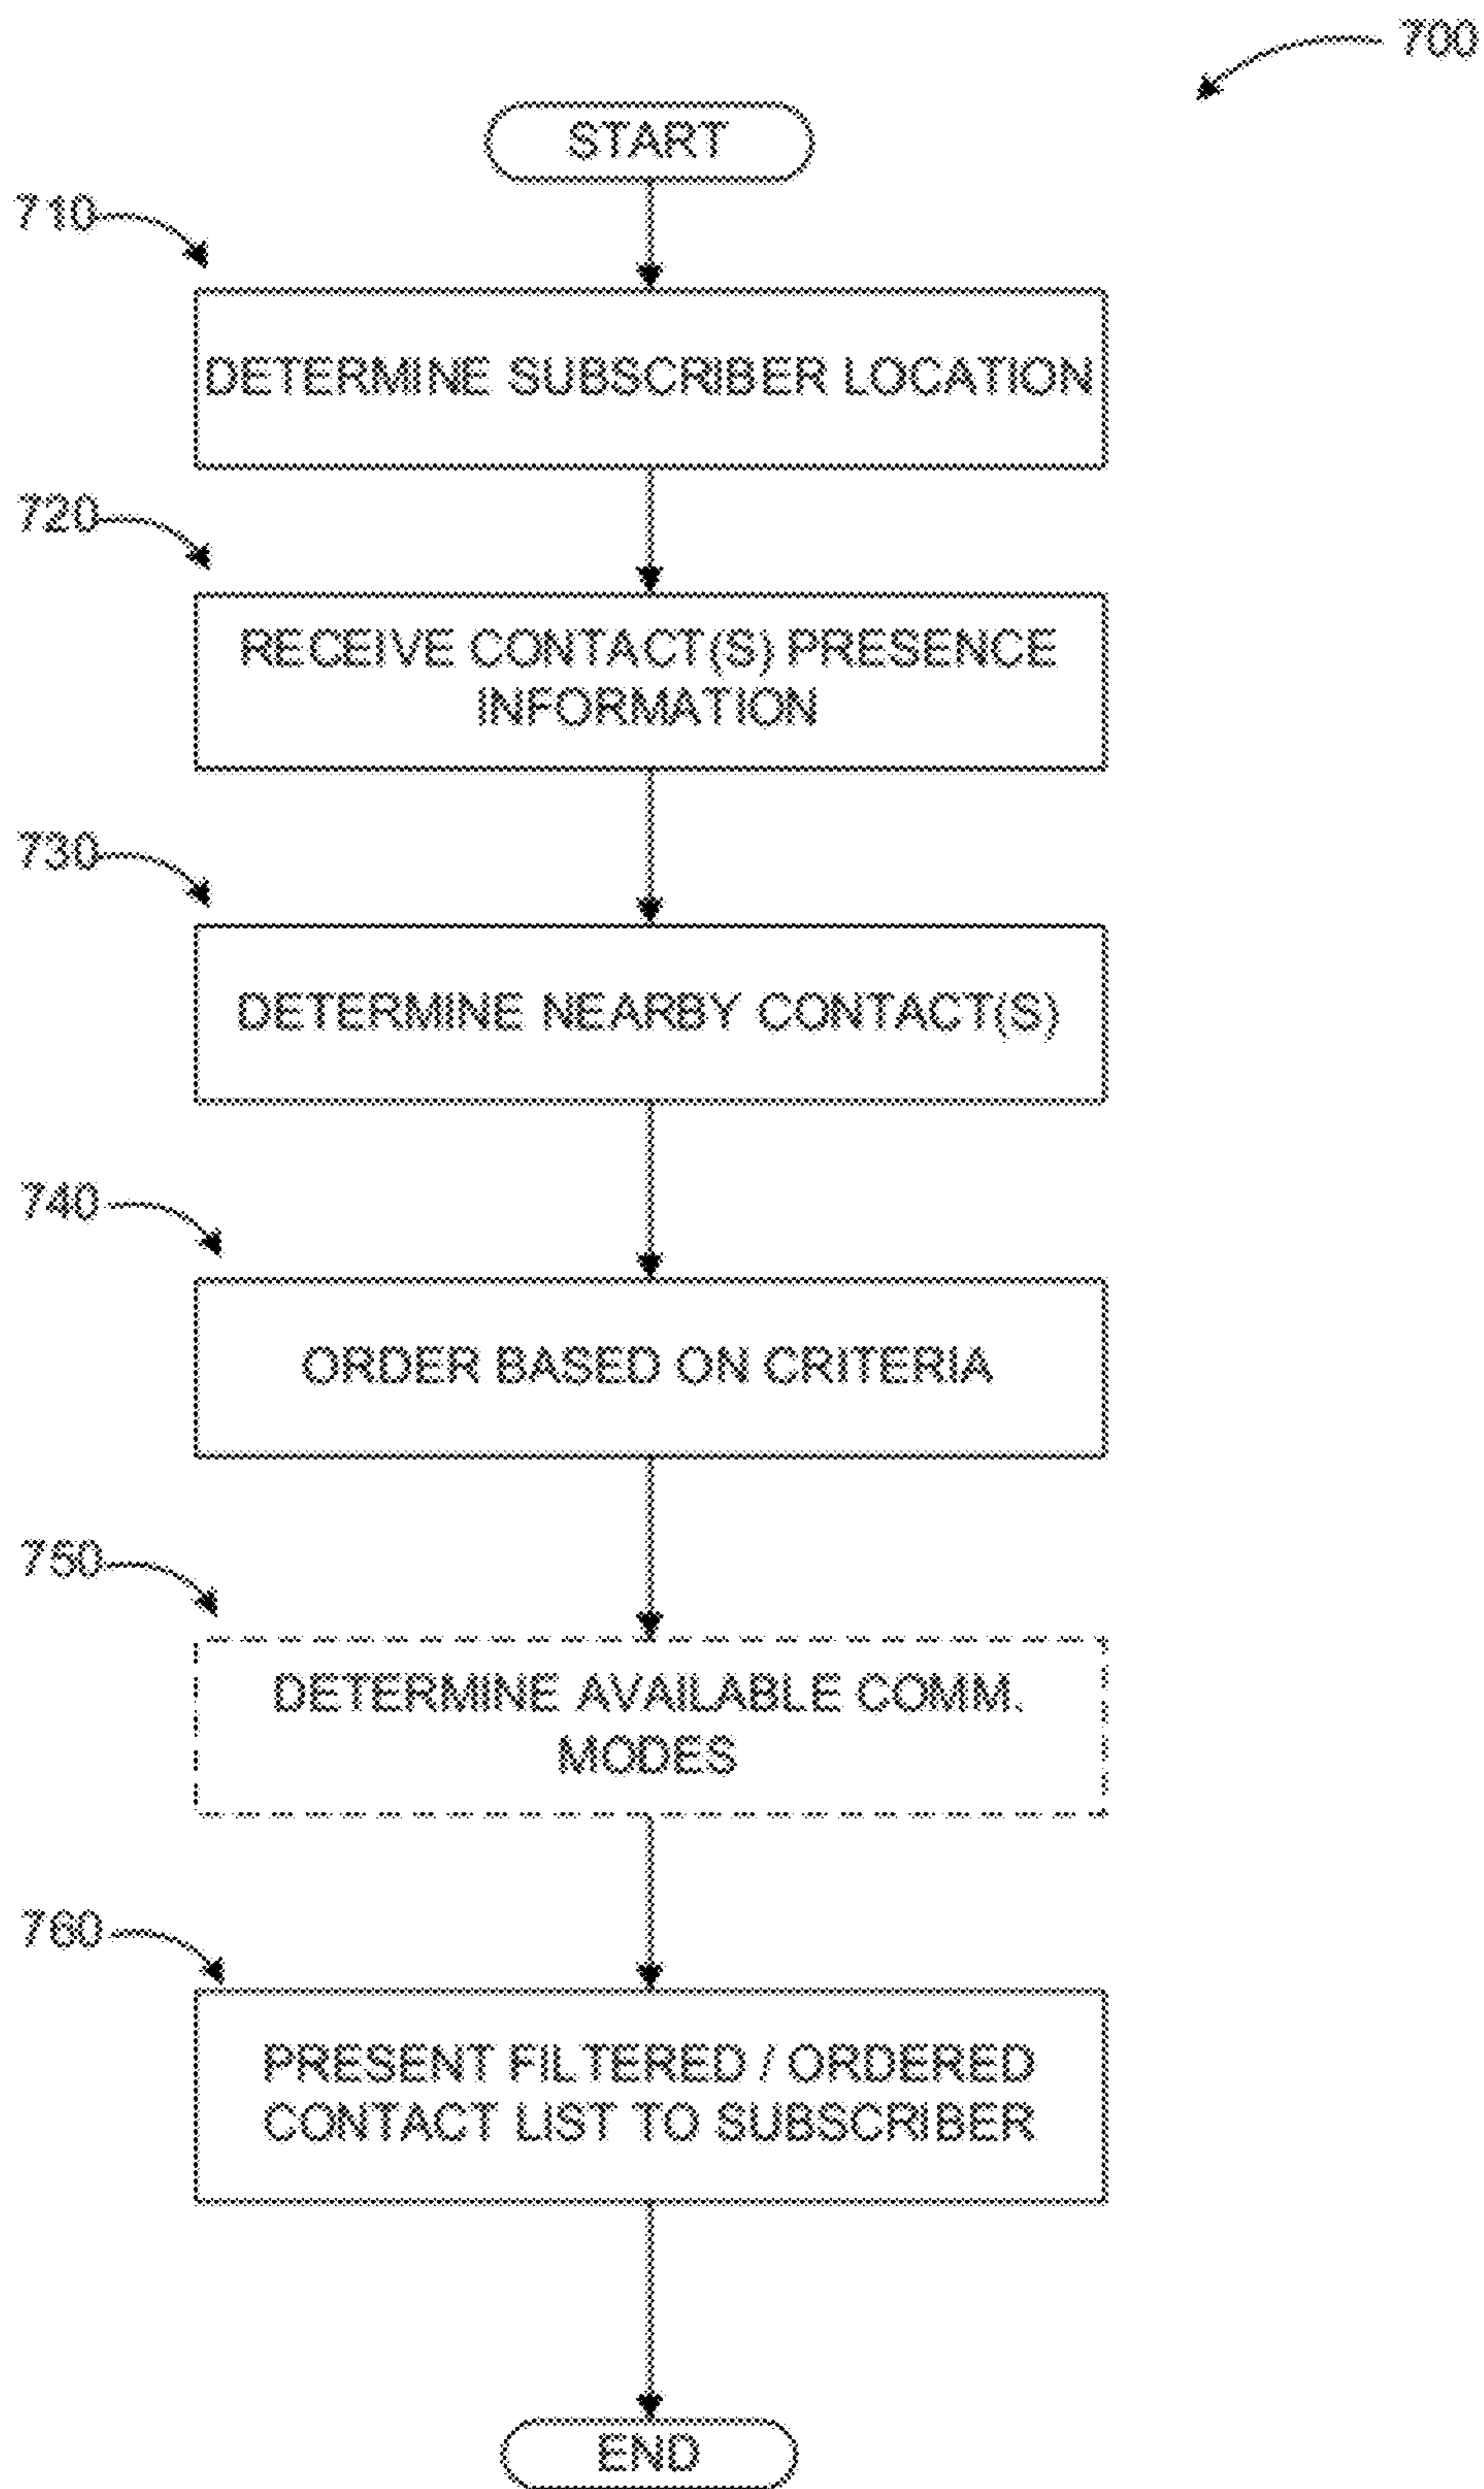 700
START
710
DETERMINE SUBSCRIBER LOCATION
720
RECEIVE CONTACT(S) PRESENCE
INFORMATION
730
DETERMINE NEARBY CONTACT(S)
740
ORDER BASED ON CRITERIA
750
DETERMINE AVAILABLE COMM.
MODES
760
PRESENT FILTERED / ORDERED
CONTACT LIST TO SUBSCRIBER
END